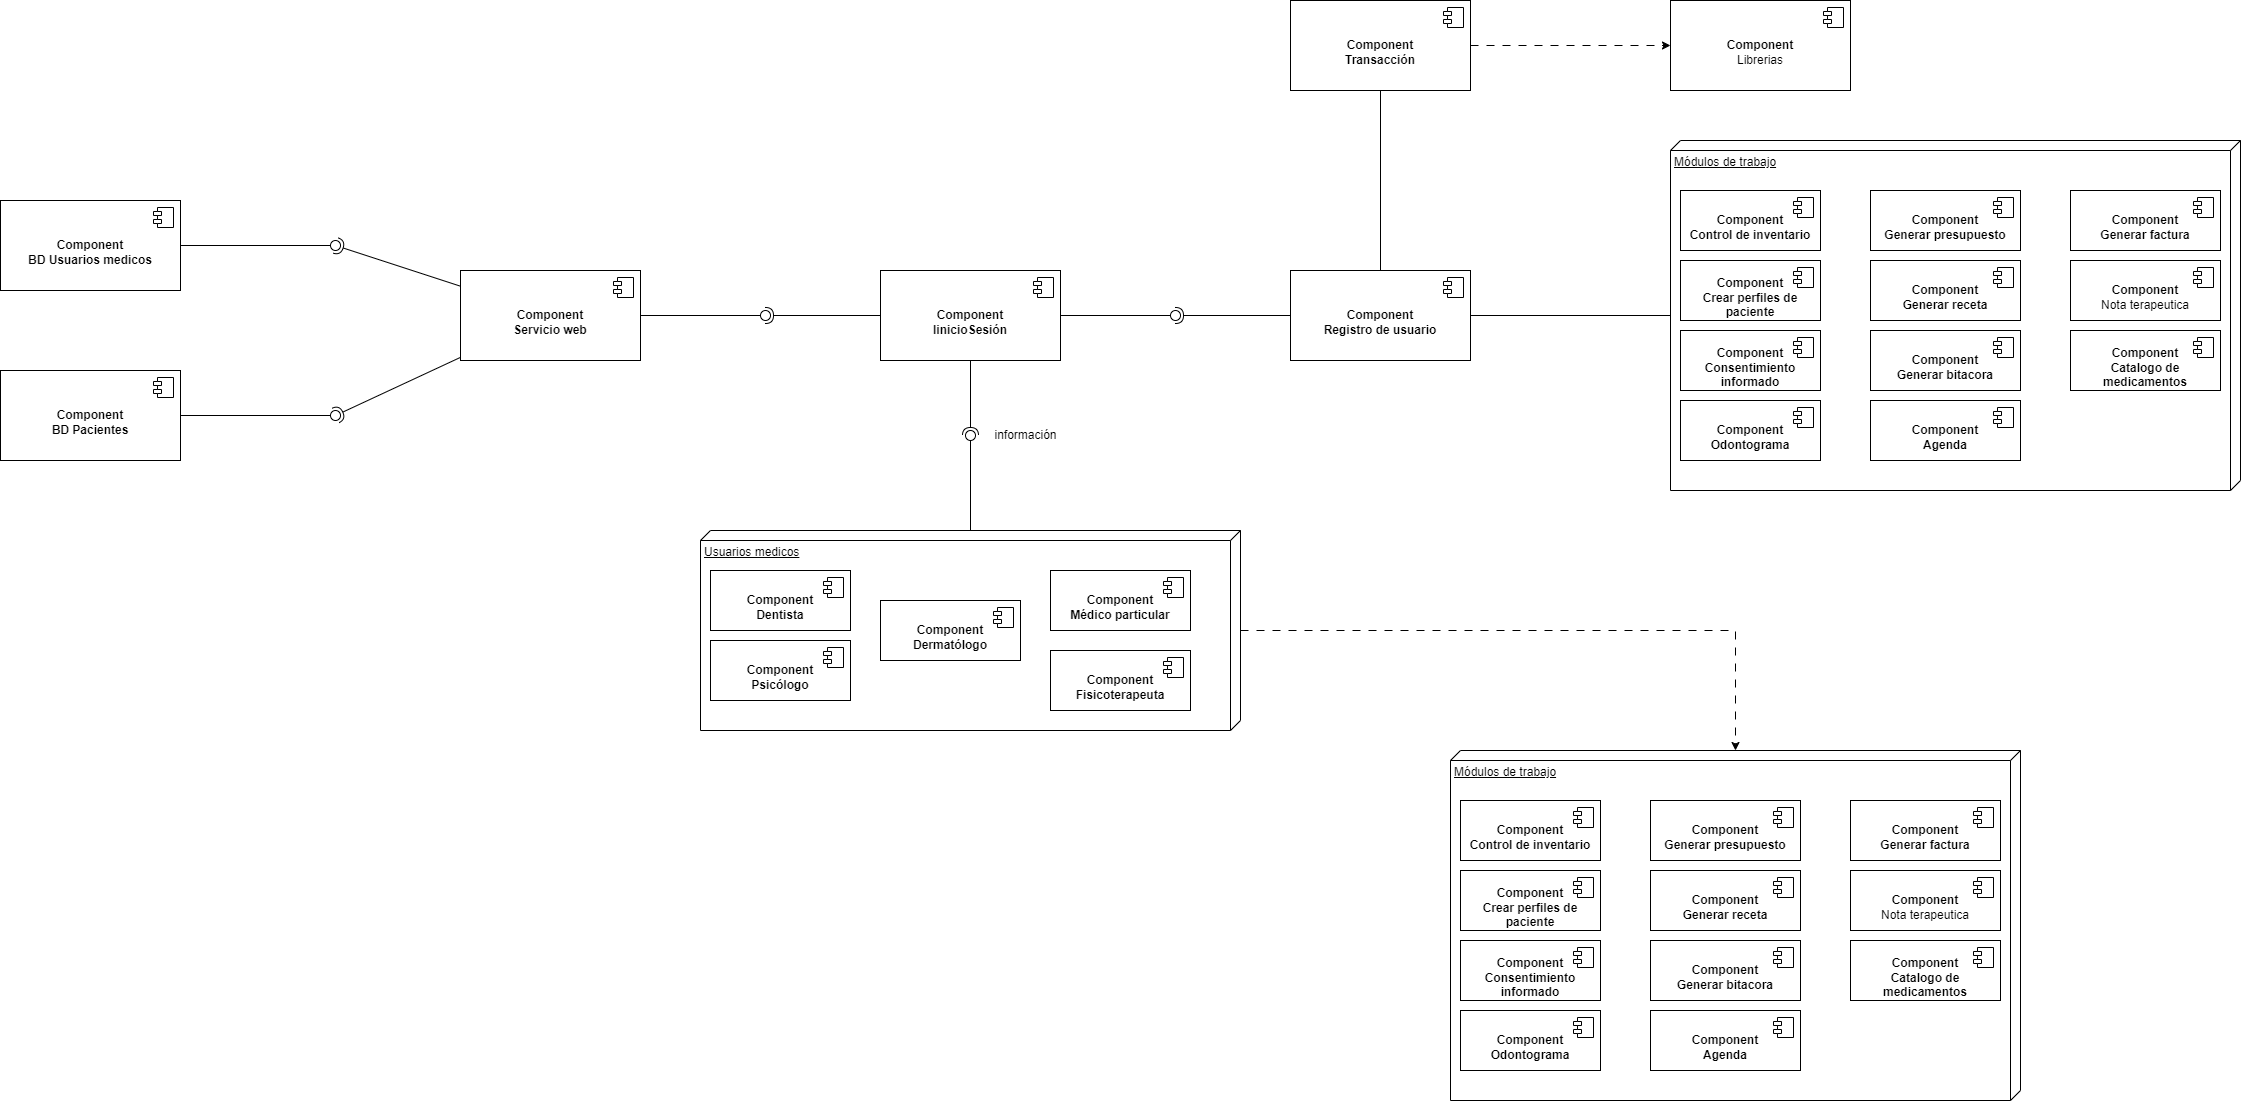 Component
Transacción
Component
Librerias
Módulos de trabajo
Component
Control de inventario
Component
Generar presupuesto
Component
Generar factura
Component
Crear perfiles de
paciente
Component
Generar receta
Component
Nota terapeutica
Component
Consentimiento
informado
Component
Generar bitacora
Component
Catalogo de
medicamentos
Component
Odontograma
Component
Agenda
Component
BD Usuarios medicos
Component
BD Pacientes
Component
Servicio web
Component
IinicioSesión
Component
Registro de usuario
información
Usuarios medicos
Component
Dentista
Component
Dermatólogo
Component
Médico particular
Component
Psicólogo
Component
Fisicoterapeuta
Módulos de trabajo
Component
Control de inventario
Component
Generar presupuesto
Component
Generar factura
Component
Crear perfiles de
paciente
Component
Generar receta
Component
Nota terapeutica
Component
Consentimiento
informado
Component
Generar bitacora
Component
Catalogo de
medicamentos
Component
Odontograma
Component
Agenda